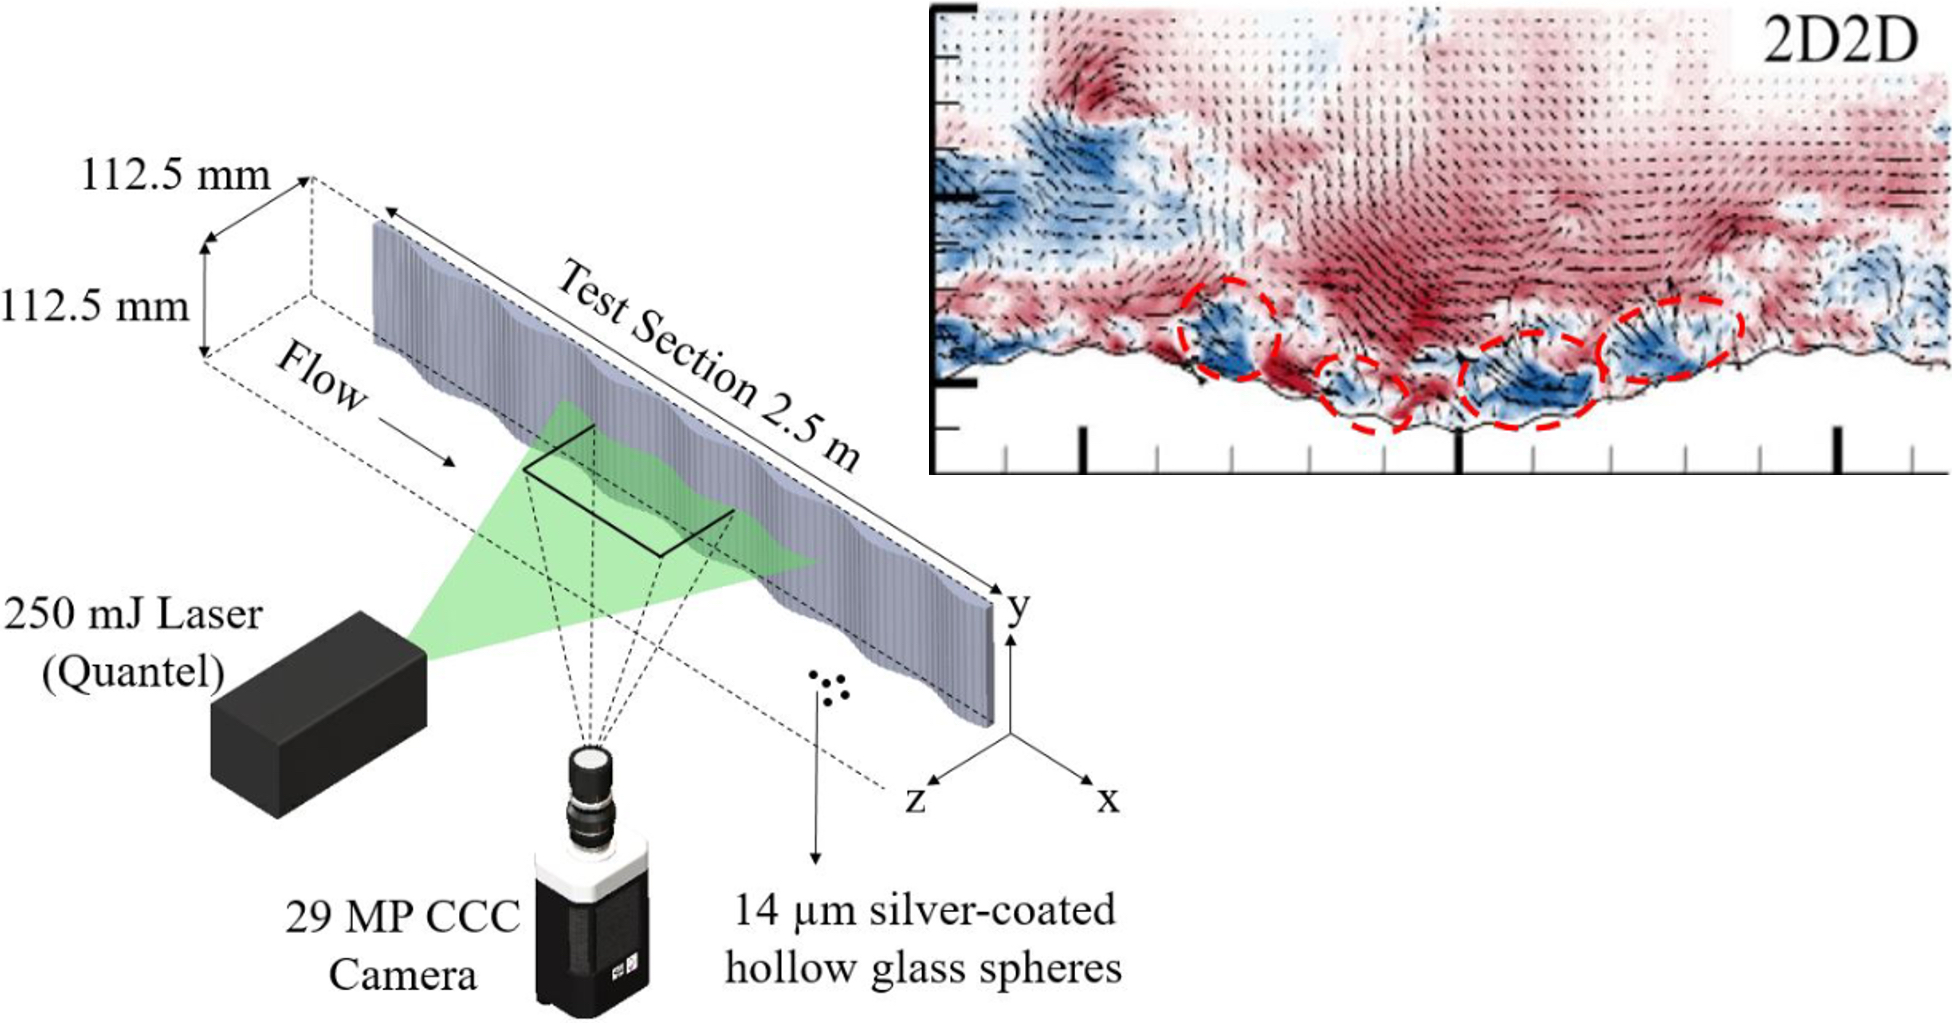 2D2D
112.5 mm
112.5 mm
Test Section 2.5 m
Flow
y
250 mJ Laser
(Quantel)
z
x
29 MP CCC
Camera
14 µm silver-coated
hollow glass spheres